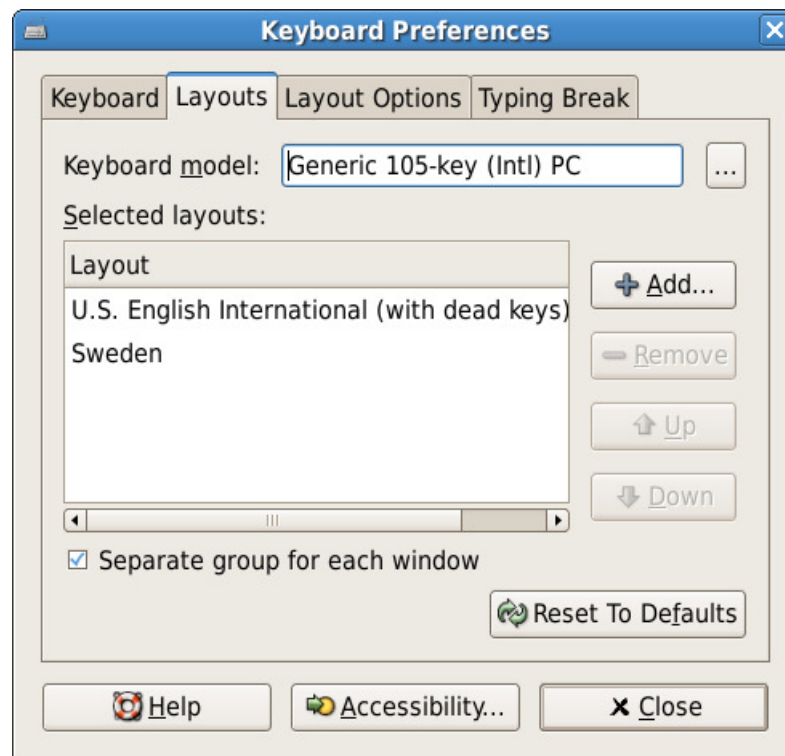 Keyboard Preferences
Keyboard Layouts Layout Options Typing Break
Keyboard model: Generic 105-key (Intl) PC ...
Selected layouts:
Layout
U.S. English International (with dead keys)
Sweden
Add...
Remove
Up
Down
Separate group for each window
Reset To Defaults
Help Accessibility... Close